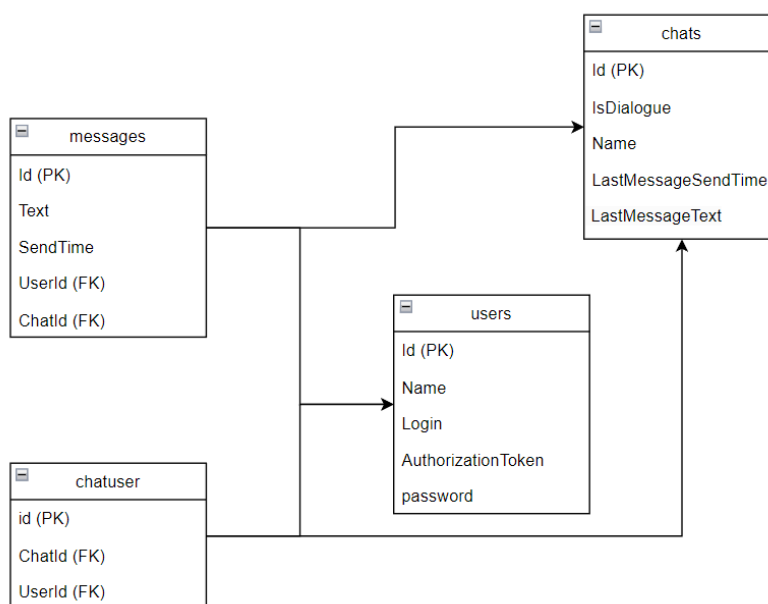 chats
Id (PK)
IsDialogue
Name
LastMessageSendTime
LastMessageText
messages
Id (PK)
Text
SendTime
UserId (FK)
ChatId (FK)
users
Id (PK)
Name
Login
AuthorizationToken
password
chatuser
id (PK)
ChatId (FK)
UserId (FK)